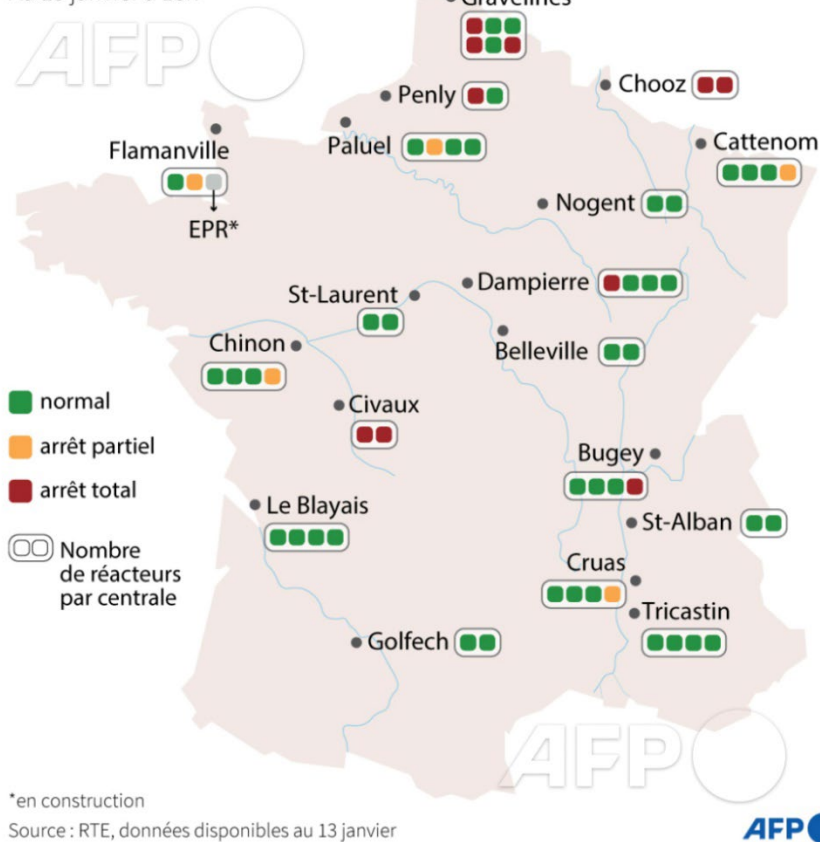 Gravelines
AFP
Penly
Chooz
Flamanville
Paluel
Cattenom
EPR*
Nogent
St-Laurent
Dampierre
Chinon
Belleville
normal
Civaux
arrêt partiel
arrêt total
Bugey
Le Blayais
St-Alban
Nombre
de réacteurs
par centrale
Cruas
Tricastin
Golfech
AFP
*en construction
Source : RTE, données disponibles au 13 janvier
AFP